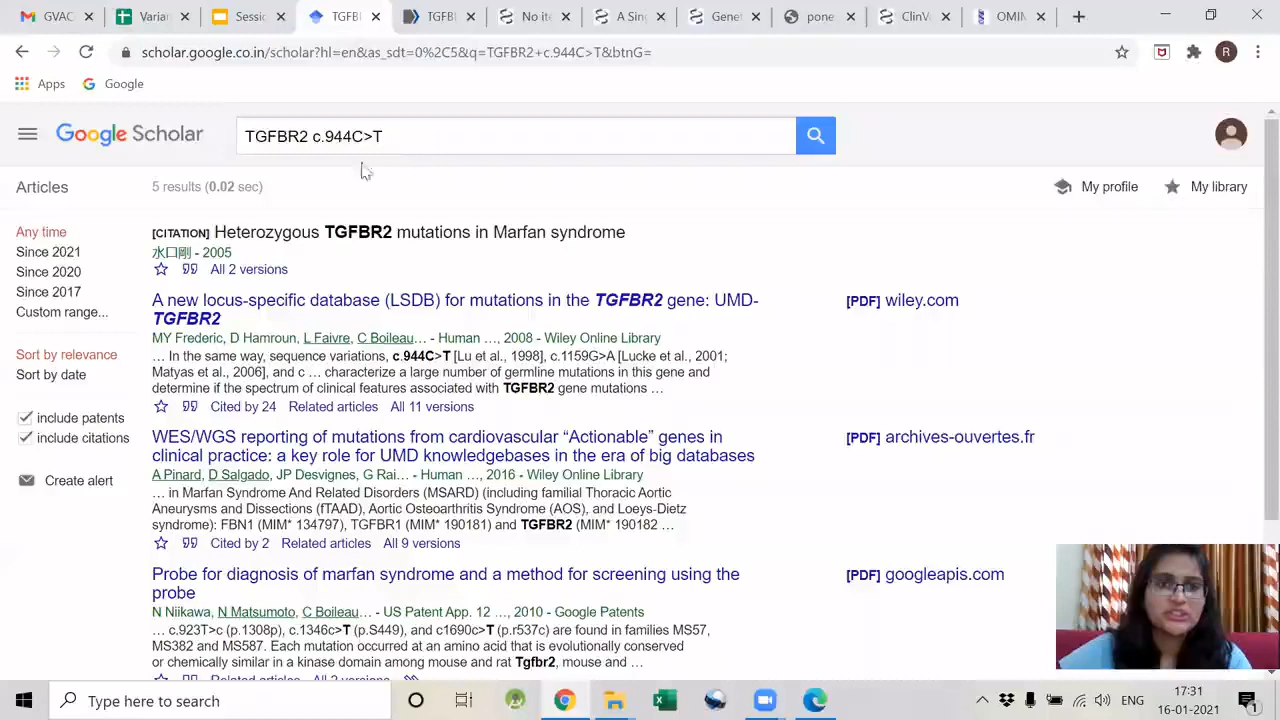 GVAC
Varian
Sessio
TGFBI
TGFBI
No ite
A Sing
Genet
pone
ClinV
OMIN
scholar.google.co.in/scholar?hl=en&as_sdt=0%2C5&q=TGFBR2+c.944C>T&btnG=
R
Apps
Google
Google Scholar
TGFBR2 c.944C>T
Articles
5 results (0.02 sec)
My profile
My library
Any time
Since 2021
Since 2020
Since 2017
Custom range...
Sort by relevance
Sort by date
include patents
include citations
Create alert
[CITATION] Heterozygous TGFBR2 mutations in Marfan syndrome
水口剛 - 2005
All 2 versions
A new locus-specific database (LSDB) for mutations in the TGFBR2 gene: UMD-
TGFBR2
[PDF] wiley.com
MY Frederic, D Hamroun, L Faivre, C Boileau… - Human …, 2008 - Wiley Online Library
… In the same way, sequence variations, c.944C>T [Lu et al., 1998], c.1159G>A [Lucke et al., 2001;
Matyas et al., 2006], and c … characterize a large number of germline mutations in this gene and
determine if the spectrum of clinical features associated with TGFBR2 gene mutations …
Cited by 24 Related articles All 11 versions
WES/WGS reporting of mutations from cardiovascular “Actionable” genes in
clinical practice: a key role for UMD knowledgebases in the era of big databases
[PDF] archives-ouvertes.fr
A Pinard, D Salgado, JP Desvignes, G Rai… - Human …, 2016 - Wiley Online Library
… in Marfan Syndrome And Related Disorders (MSARD) (including familial Thoracic Aortic
Aneurysms and Dissections (fTAAD), Aortic Osteoarthritis Syndrome (AOS), and Loeys-Dietz
syndrome): FBN1 (MIM* 134797), TGFBR1 (MIM* 190181) and TGFBR2 (MIM* 190182 …
Cited by 2 Related articles All 9 versions
Probe for diagnosis of marfan syndrome and a method for screening using the
probe
[PDF] googleapis.com
N Niikawa, N Matsumoto, C Boileau… - US Patent App. 12 …, 2010 - Google Patents
… c.923T>c (p.1308p), c.1346c>T (p.S449), and c1690c>T (p.r537c) are found in families MS57,
MS382 and MS587. Each mutation occurred at an amino acid that is evolutionally conserved
or chemically similar in a kinase domain among mouse and rat Tgfbr2, mouse and …
Related articles All 2 versions
Type here to search
ENG
17:31
16-01-2021
1